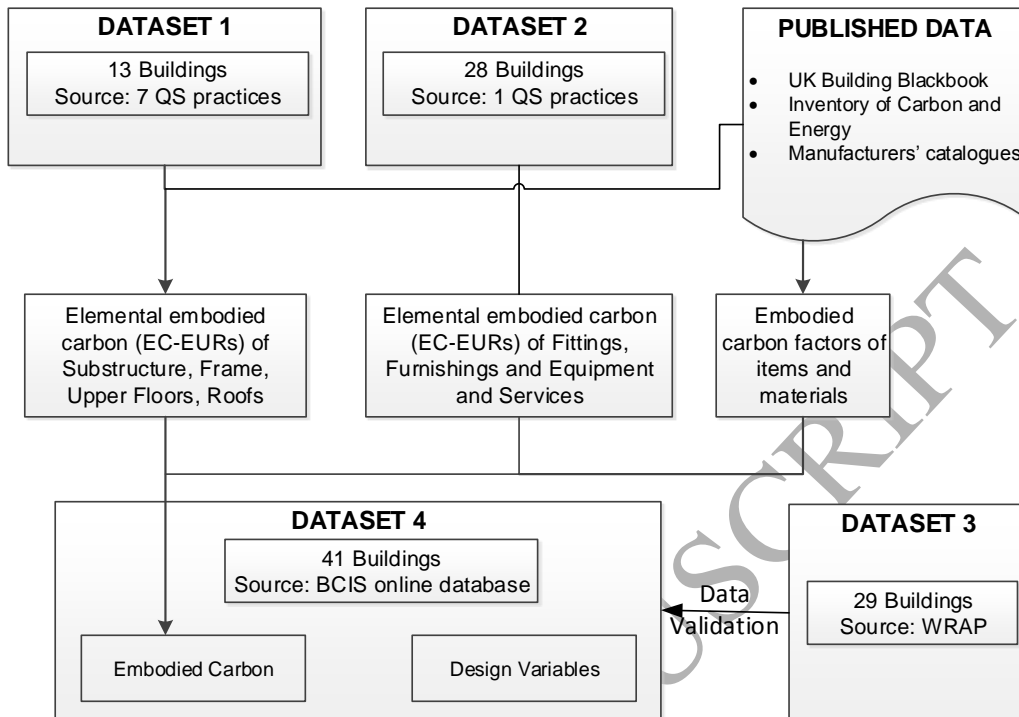 DATASET 1
13 Buildings
Source: 7 QS practices
DATASET 2
28 Buildings
Source: 1 QS practices
PUBLISHED DATA
• UK Building Blackbook
• Inventory of Carbon and
Energy
• Manufacturers' catalogues
Elemental embodied
carbon (EC-EURs) of
Substructure, Frame,
Upper Floors, Roofs
Elemental embodied carbon
(EC-EURs) of Fittings,
Furnishings and Equipment
and Services
Embodied
carbon factors of
items and
materials
DATASET 4
41 Buildings
Source: BCIS online database
Embodied Carbon
Design Variables
Data
Validation
DATASET 3
29 Buildings
Source: WRAP
USCRIPT